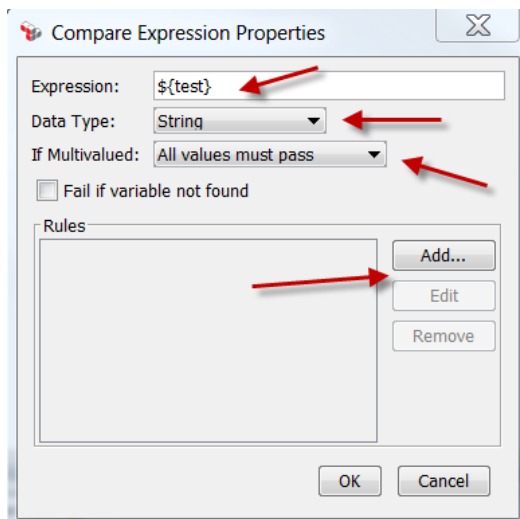 Compare Expression Properties
Expression: ${test}
Data Type: String
If Multivalued: All values must pass
Fail if variable not found
Rules
Add...
Edit
Remove
OK Cancel